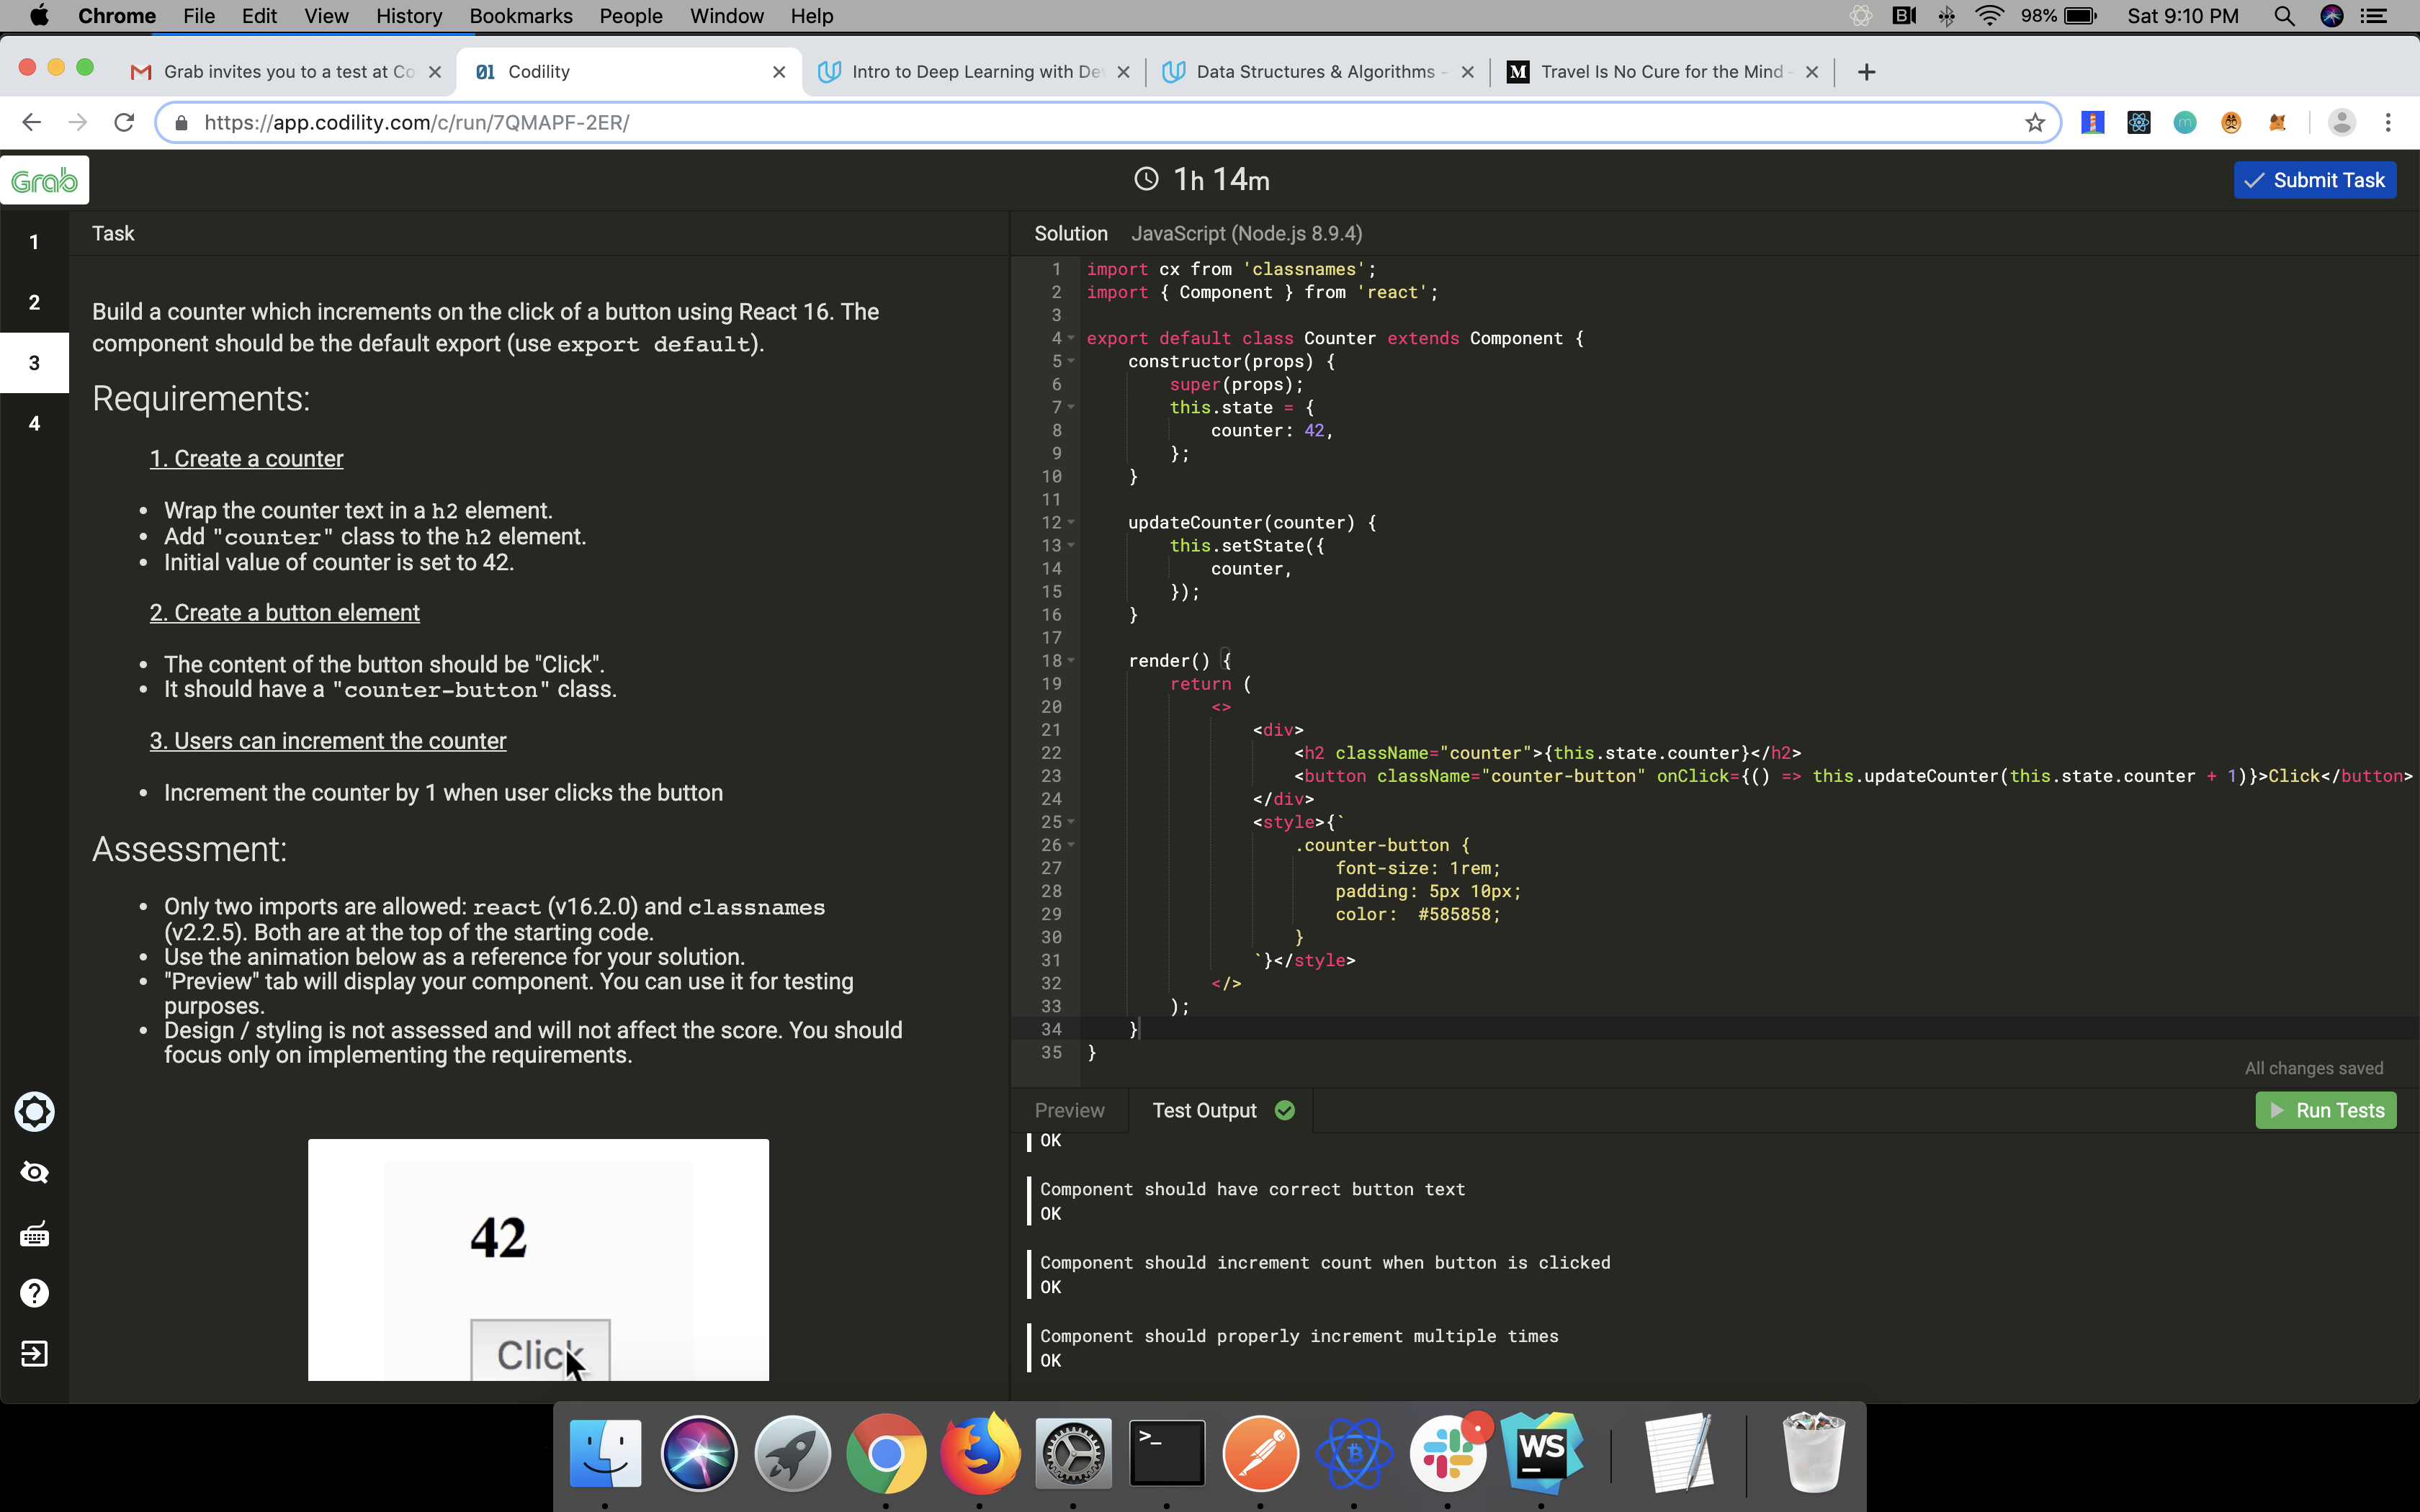 Chrome File Edit View History Bookmarks People Window Help 98% Sat 9:10 PM
Grab invites you to a test at Co Codility Intro to Deep Learning with De Data Structures & Algorithms - Travel Is No Cure for the Mind -
https://app.codility.com/c/run/7QMAPF-2ER/
Grab 1h 14m Submit Task
1
2
3
4
Task
Build a counter which increments on the click of a button using React 16. The
component should be the default export (use export default).
Requirements:
1. Create a counter
• Wrap the counter text in a h2 element.
• Add "counter" class to the h2 element.
• Initial value of counter is set to 42.
2. Create a button element
• The content of the button should be "Click".
• It should have a "counter-button" class.
3. Users can increment the counter
• Increment the counter by 1 when user clicks the button
Assessment:
• Only two imports are allowed: react (v16.2.0) and classnames
(v2.2.5). Both are at the top of the starting code.
• Use the animation below as a reference for your solution.
• "Preview" tab will display your component. You can use it for testing
purposes.
• Design / styling is not assessed and will not affect the score. You should
focus only on implementing the requirements.
42
Click
Solution JavaScript (Node.js 8.9.4)
1 import cx from 'classnames';
2 import { Component } from 'react';
3
4 export default class Counter extends Component {
5 constructor(props) {
6 super(props);
7 this.state = {
8 counter: 42,
9 };
10 }
11
12 updateCounter(counter) {
13 this.setState({
14 counter,
15 });
16 }
17
18 render() {
19 return (
20 <>
21 <div>
22 <h2 className="counter">{this.state.counter}</h2>
23 <button className="counter-button" onClick={() => this.updateCounter(this.state.counter + 1)}>Click</button>
24 </div>
25 <style>{`
26 .counter-button {
27 font-size: 1rem;
28 padding: 5px 10px;
29 color: #585858;
30 }
31 `}</style>
32 </>
33 );
34 }
35 }
All changes saved
Preview Test Output Run Tests
OK
Component should have correct button text
OK
Component should increment count when button is clicked
OK
Component should properly increment multiple times
OK
>_ WS